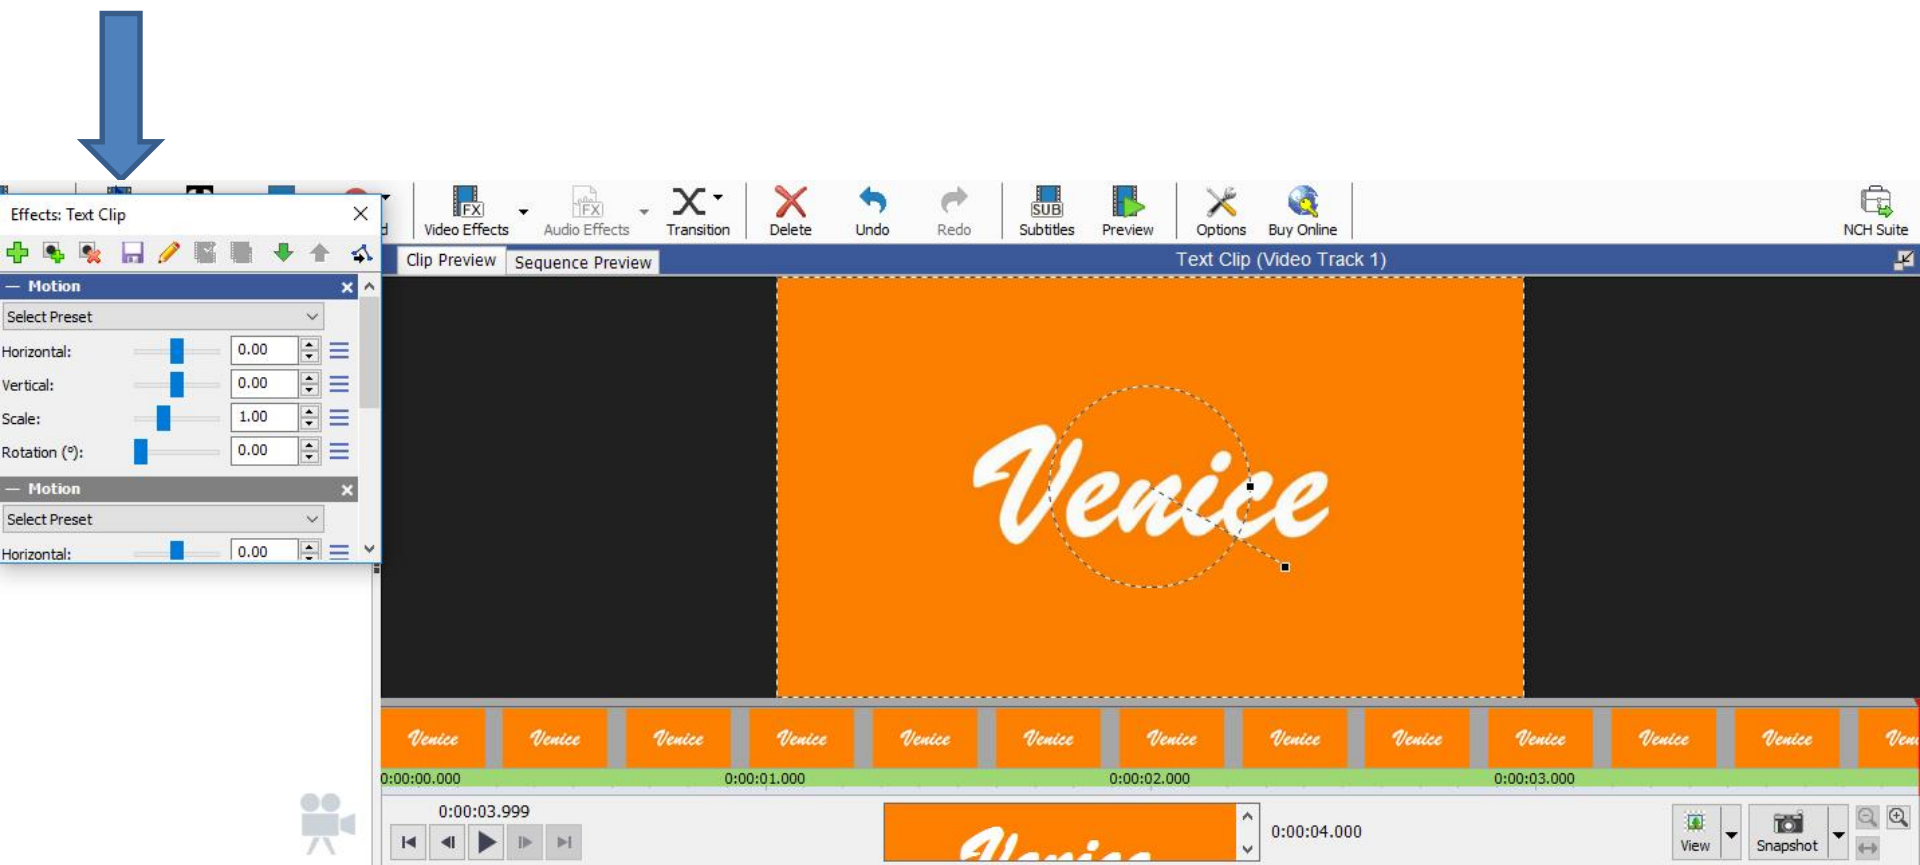 Effects: Text Clip
FX
Video Effects
FX
Audio Effects
Transition
Delete
Undo
Redo
SUB
Subtitles
Preview
Options
Buy Online
NCH Suite
Clip Preview
Sequence Preview
Text Clip (Video Track 1)
Motion
Select Preset
Horizontal: 0.00
Vertical: 0.00
Scale: 1.00
Rotation (°): 0.00
Motion
Select Preset
Horizontal: 0.00
Venice
Venice Venice Venice Venice Venice Venice Venice Venice Venice Venice Venice Venice
0:00:00.000 0:00:01.000 0:00:02.000 0:00:03.000
0:00:03.999
Venice
0:00:04.000
View
Snapshot